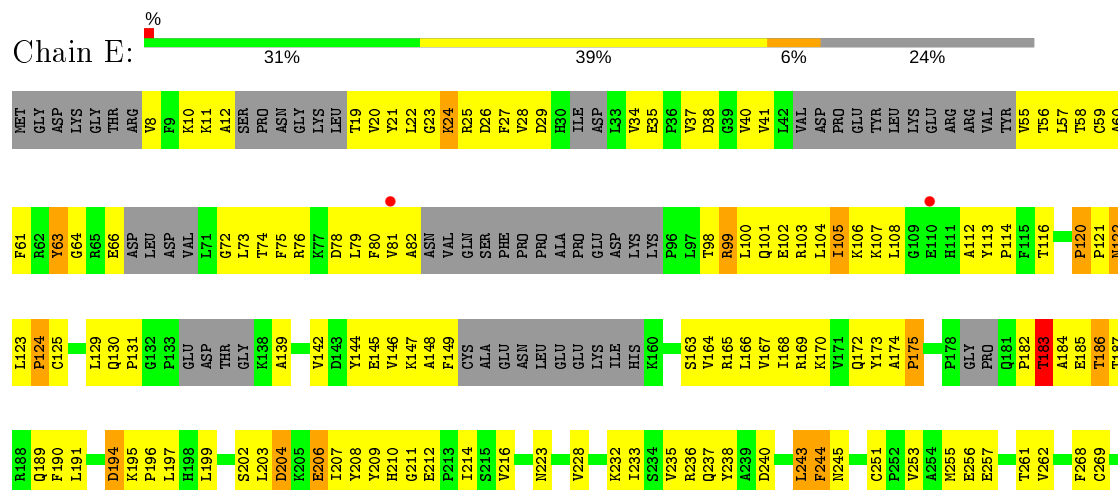 %
Chain E:
31% 39% 6% 24%
MET GLY ASP LYS GLY THR ARG V8 F9 K10 K11 A12 SER PRO ASN GLY LYS LEU T19 V20 Y21 L22 G23 K24 R25 D26 F27 V28 D29 H30 ILE ASP L33 V34 E35 P36 V37 D38 G39 V40 V41 L42 VAL ASP PRO GLU TYR LEU LYS GLU ARG ARG VAL TYR V55 T56 L57 T58 C59 A60
F61 R62 Y63 G64 R65 E66 ASP LEU ASP VAL L71 G72 L73 T74 F75 R76 K77 D78 L79 F80 V81 A82 ASN VAL GLN SER PHE PRO PRO ALA PRO GLU ASP LYS LYS P96 L97 T98 R99 L100 Q101 E102 R103 L104 I105 K106 K107 L108 G109 E110 H111 A112 Y113 P114 F115 T116 P120 P121 N122
L123 P124 C125 L129 Q130 P131 G132 P133 GLU ASP THR GLY K138 A139 V142 D143 Y144 E145 V146 K147 A148 F149 CYS ALA GLU ASN LEU GLU GLU LYS ILE HIS K160 S163 V164 R165 L166 V167 I168 R169 K170 V171 Q172 Y173 A174 P175 P178 GLY PRO Q181 P182 T183 A184 E185 T186 T187
R188 Q189 F190 L191 D194 K195 P196 L197 H198 L199 S202 L203 D204 K205 E206 I207 Y208 Y209 H210 G211 E212 P213 I214 S215 V216 N223 V228 K232 I233 S234 V235 R236 Q237 Y238 A239 D240 L243 F244 N245 C251 P252 V253 A254 M255 E256 E257 T261 V262 F268 C269